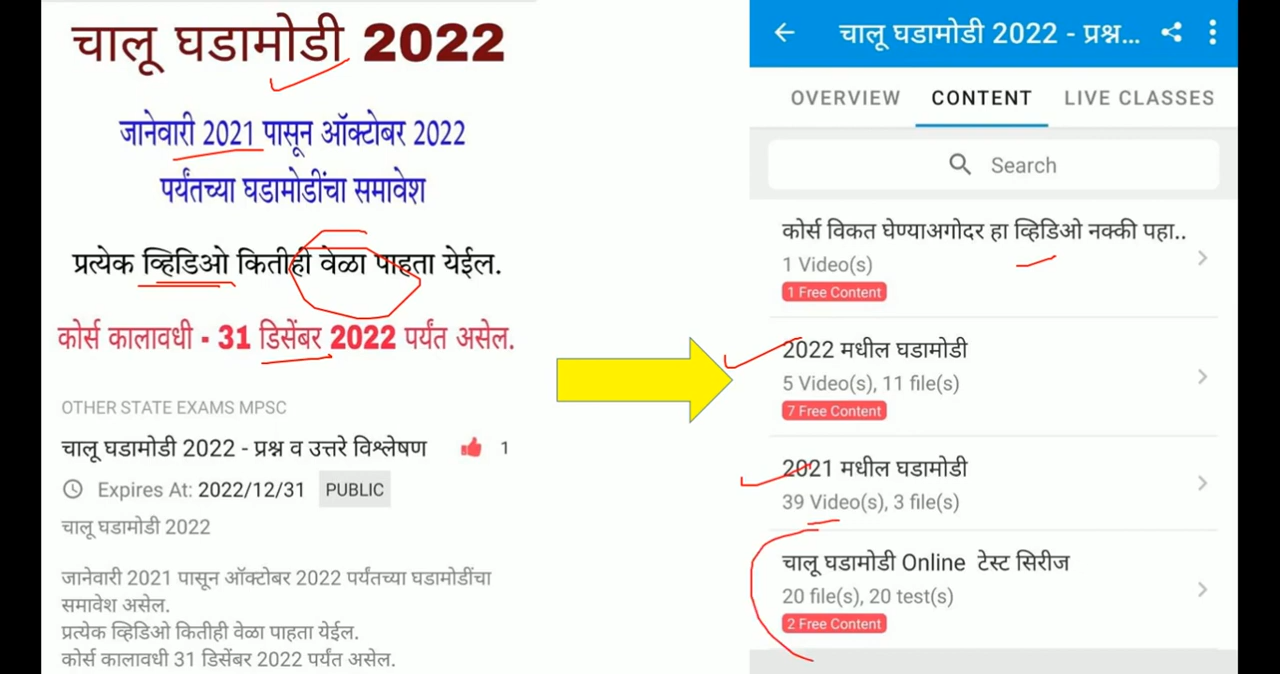 चालू घडामोडी 2022
जानेवारी 2021 पासून ऑक्टोबर 2022
पर्यंतच्या घडामोडींचा समावेश
प्रत्येक व्हिडिओ कितीही वेळा पाहता येईल.
कोर्स कालावधी - 31 डिसेंबर 2022 पर्यंत असेल.
OTHER STATE EXAMS MPSC
चालू घडामोडी 2022 - प्रश्न व उत्तरे विश्लेषण 1
Expires At: 2022/12/31 PUBLIC
चालू घडामोडी 2022
जानेवारी 2021 पासून ऑक्टोबर 2022 पर्यंतच्या घडामोडींचा
समावेश असेल.
प्रत्येक व्हिडिओ कितीही वेळा पाहता येईल.
कोर्स कालावधी 31 डिसेंबर 2022 पर्यंत असेल.
चालू घडामोडी 2022 - प्रश्न...
OVERVIEW CONTENT LIVE CLASSES
Search
कोर्स विकत घेण्याअगोदर हा व्हिडिओ नक्की पहा..
1 Video(s)
1 Free Content
2022 मधील घडामोडी
5 Video(s), 11 file(s)
7 Free Content
2021 मधील घडामोडी
39 Video(s), 3 file(s)
चालू घडामोडी Online टेस्ट सिरीज
20 file(s), 20 test(s)
2 Free Content